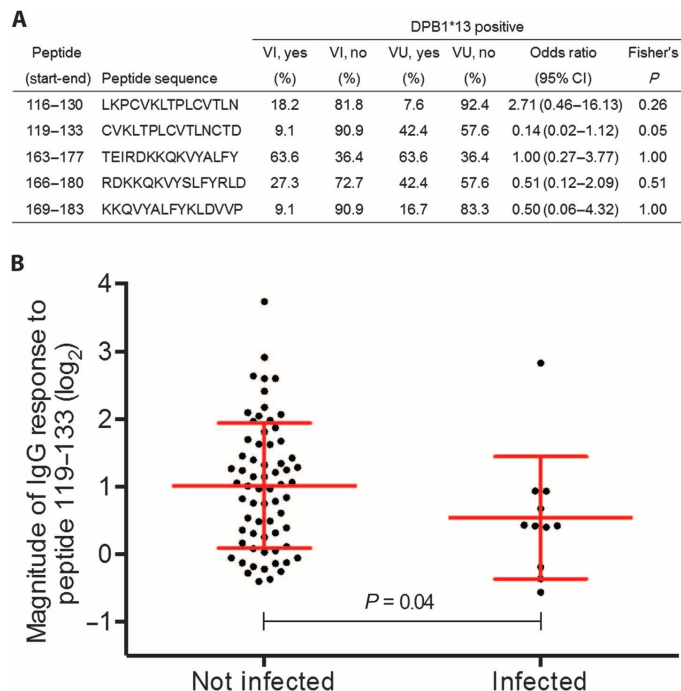 A
DPB1*13 positive
Peptide VI, yes VI, no VU, yes VU, no Odds ratio Fisher's
(start-end) Peptide sequence (%) (%) (%) (%) (95% CI) P
116–130 LKPCVKLTPLCVTLN 18.2 81.8 7.6 92.4 2.71 (0.46–16.13) 0.26
119–133 CVKLTPLCVTLNCTD 9.1 90.9 42.4 57.6 0.14 (0.02–1.12) 0.05
163–177 TEIRDKKQKVYALFY 63.6 36.4 63.6 36.4 1.00 (0.27–3.77) 1.00
166–180 RDKKQKVYSLFYRLD 27.3 72.7 42.4 57.6 0.51 (0.12–2.09) 0.51
169–183 KKQVYALFYKLDVVP 9.1 90.9 16.7 83.3 0.50 (0.06–4.32) 1.00
B
Magnitude of IgG response to
peptide 119–133 (log2)
4
3
2
1
0
–1
P = 0.04
Not infected Infected